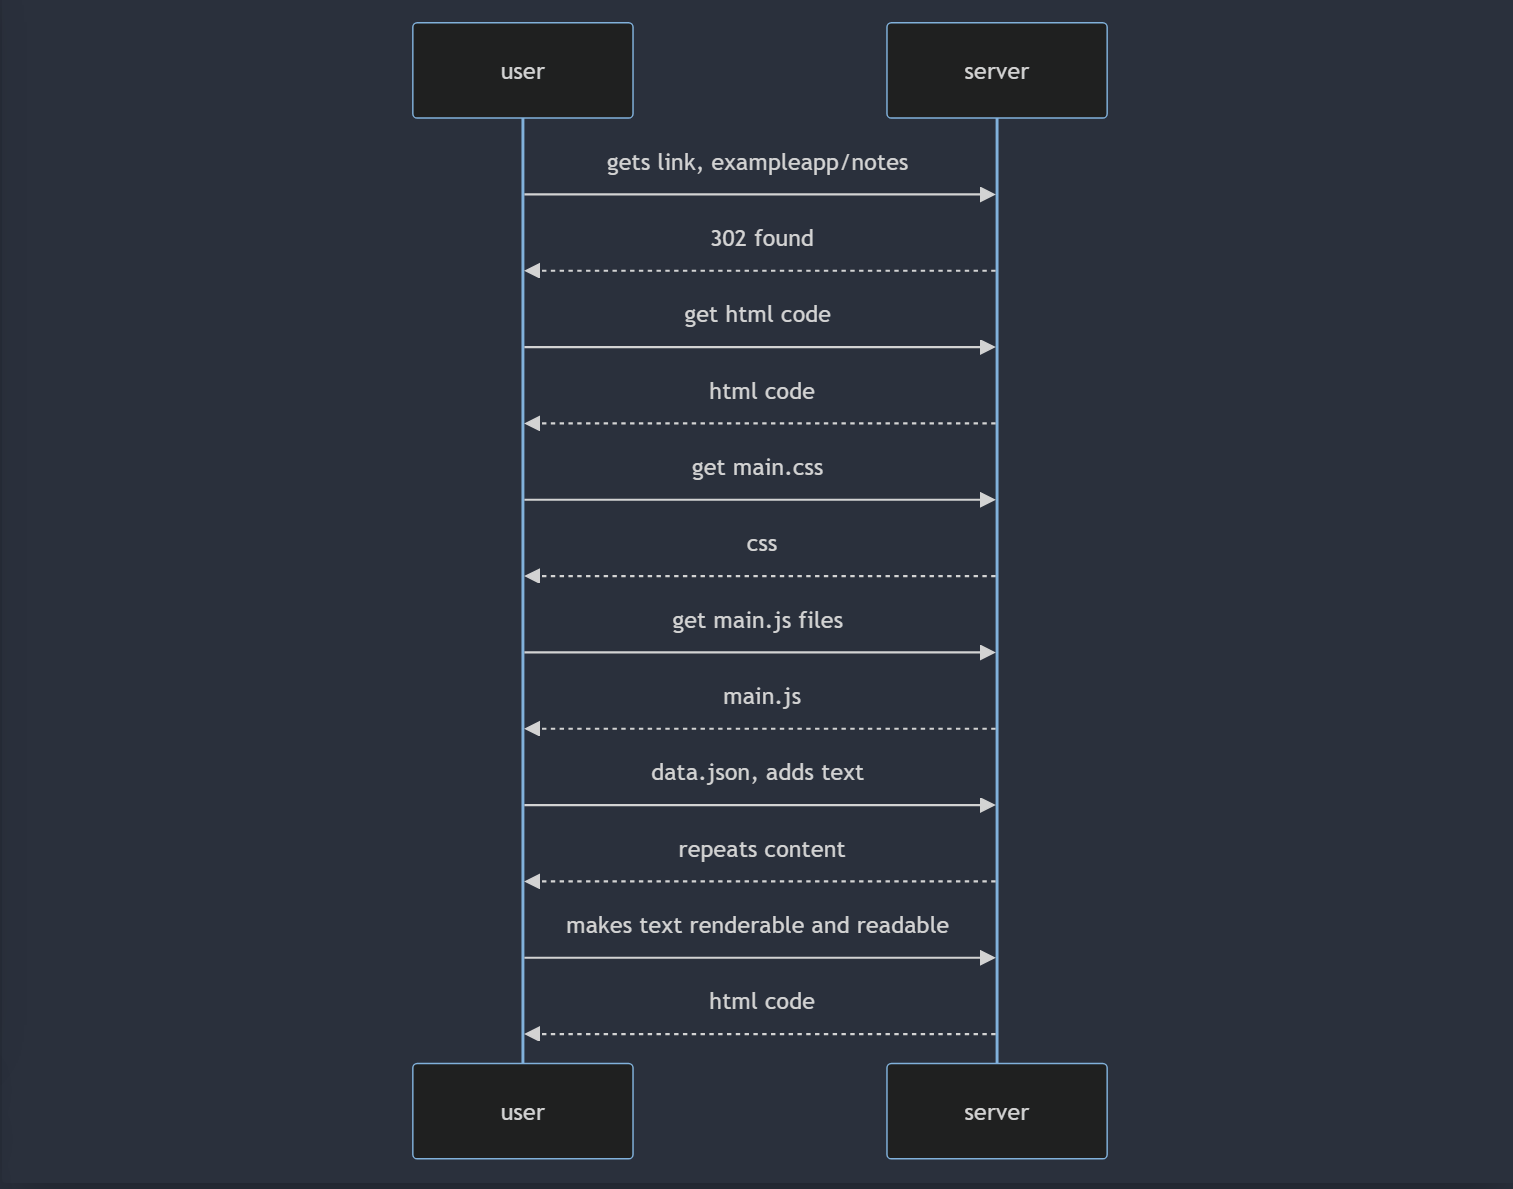 user
server
gets link, exampleapp/notes
302 found
get html code
html code
get main.css
css
get main.js files
main.js
data.json, adds text
repeats content
makes text renderable and readable
html code
user
server